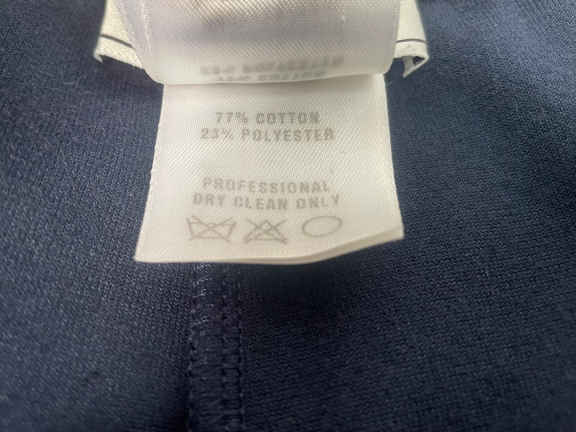 77% COTTON
23% POLYESTER
PROFESSIONAL
DRY CLEAN ONLY